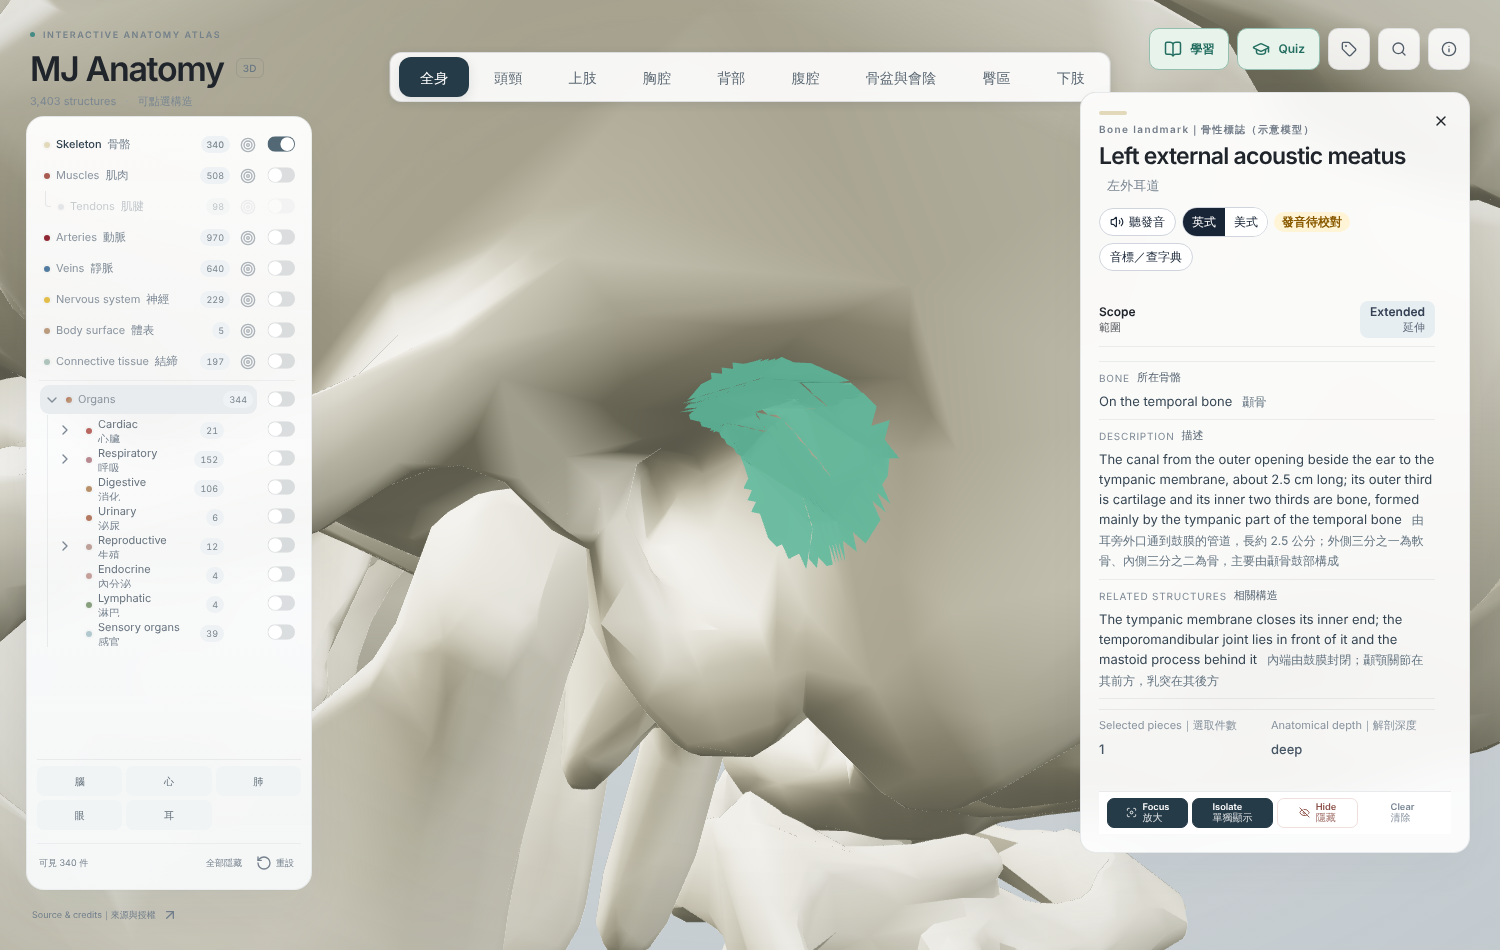 INTERACTIVE ANATOMY ATLAS
MJ Anatomy 3D
3,403 structures 可點選構造
全身 頭頸 上肢 胸腔 背部 腹腔 骨盆與會陰 臀區 下肢
學習 Quiz
Skeleton 骨骼 340
Muscles 肌肉 508
Tendons 肌腱 98
Arteries 動脈 970
Veins 靜脈 640
Nervous system 神經 229
Body surface 體表 5
Connective tissue 結締 197
Organs 344
Cardiac 21
心臟
Respiratory 152
呼吸
Digestive 106
消化
Urinary 6
泌尿
Reproductive 12
生殖
Endocrine 4
內分泌
Lymphatic 4
淋巴
Sensory organs 39
感官
腦 心 肺
眼 耳
可見 340 件 全部隱藏 重設
Source & credits | 來源與授權
Bone landmark | 骨性標誌（示意模型）
Left external acoustic meatus
左外耳道
聽發音 英式 美式 發音待校對
音標／查字典
Scope Extended
範圍 延伸
BONE 所在骨骼
On the temporal bone 顳骨
DESCRIPTION 描述
The canal from the outer opening beside the ear to the
tympanic membrane, about 2.5 cm long; its outer third
is cartilage and its inner two thirds are bone, formed
mainly by the tympanic part of the temporal bone 由
耳旁外口通到鼓膜的管道，長約 2.5 公分；外側三分之一為軟
骨、內側三分之二為骨，主要由顳骨鼓部構成
RELATED STRUCTURES 相關構造
The tympanic membrane closes its inner end; the
temporomandibular joint lies in front of it and the
mastoid process behind it 內端由鼓膜封閉；顳顎關節在
其前方，乳突在其後方
Selected pieces | 選取件數 Anatomical depth | 解剖深度
1 deep
Focus Isolate Hide Clear
放大 單獨顯示 隱藏 清除